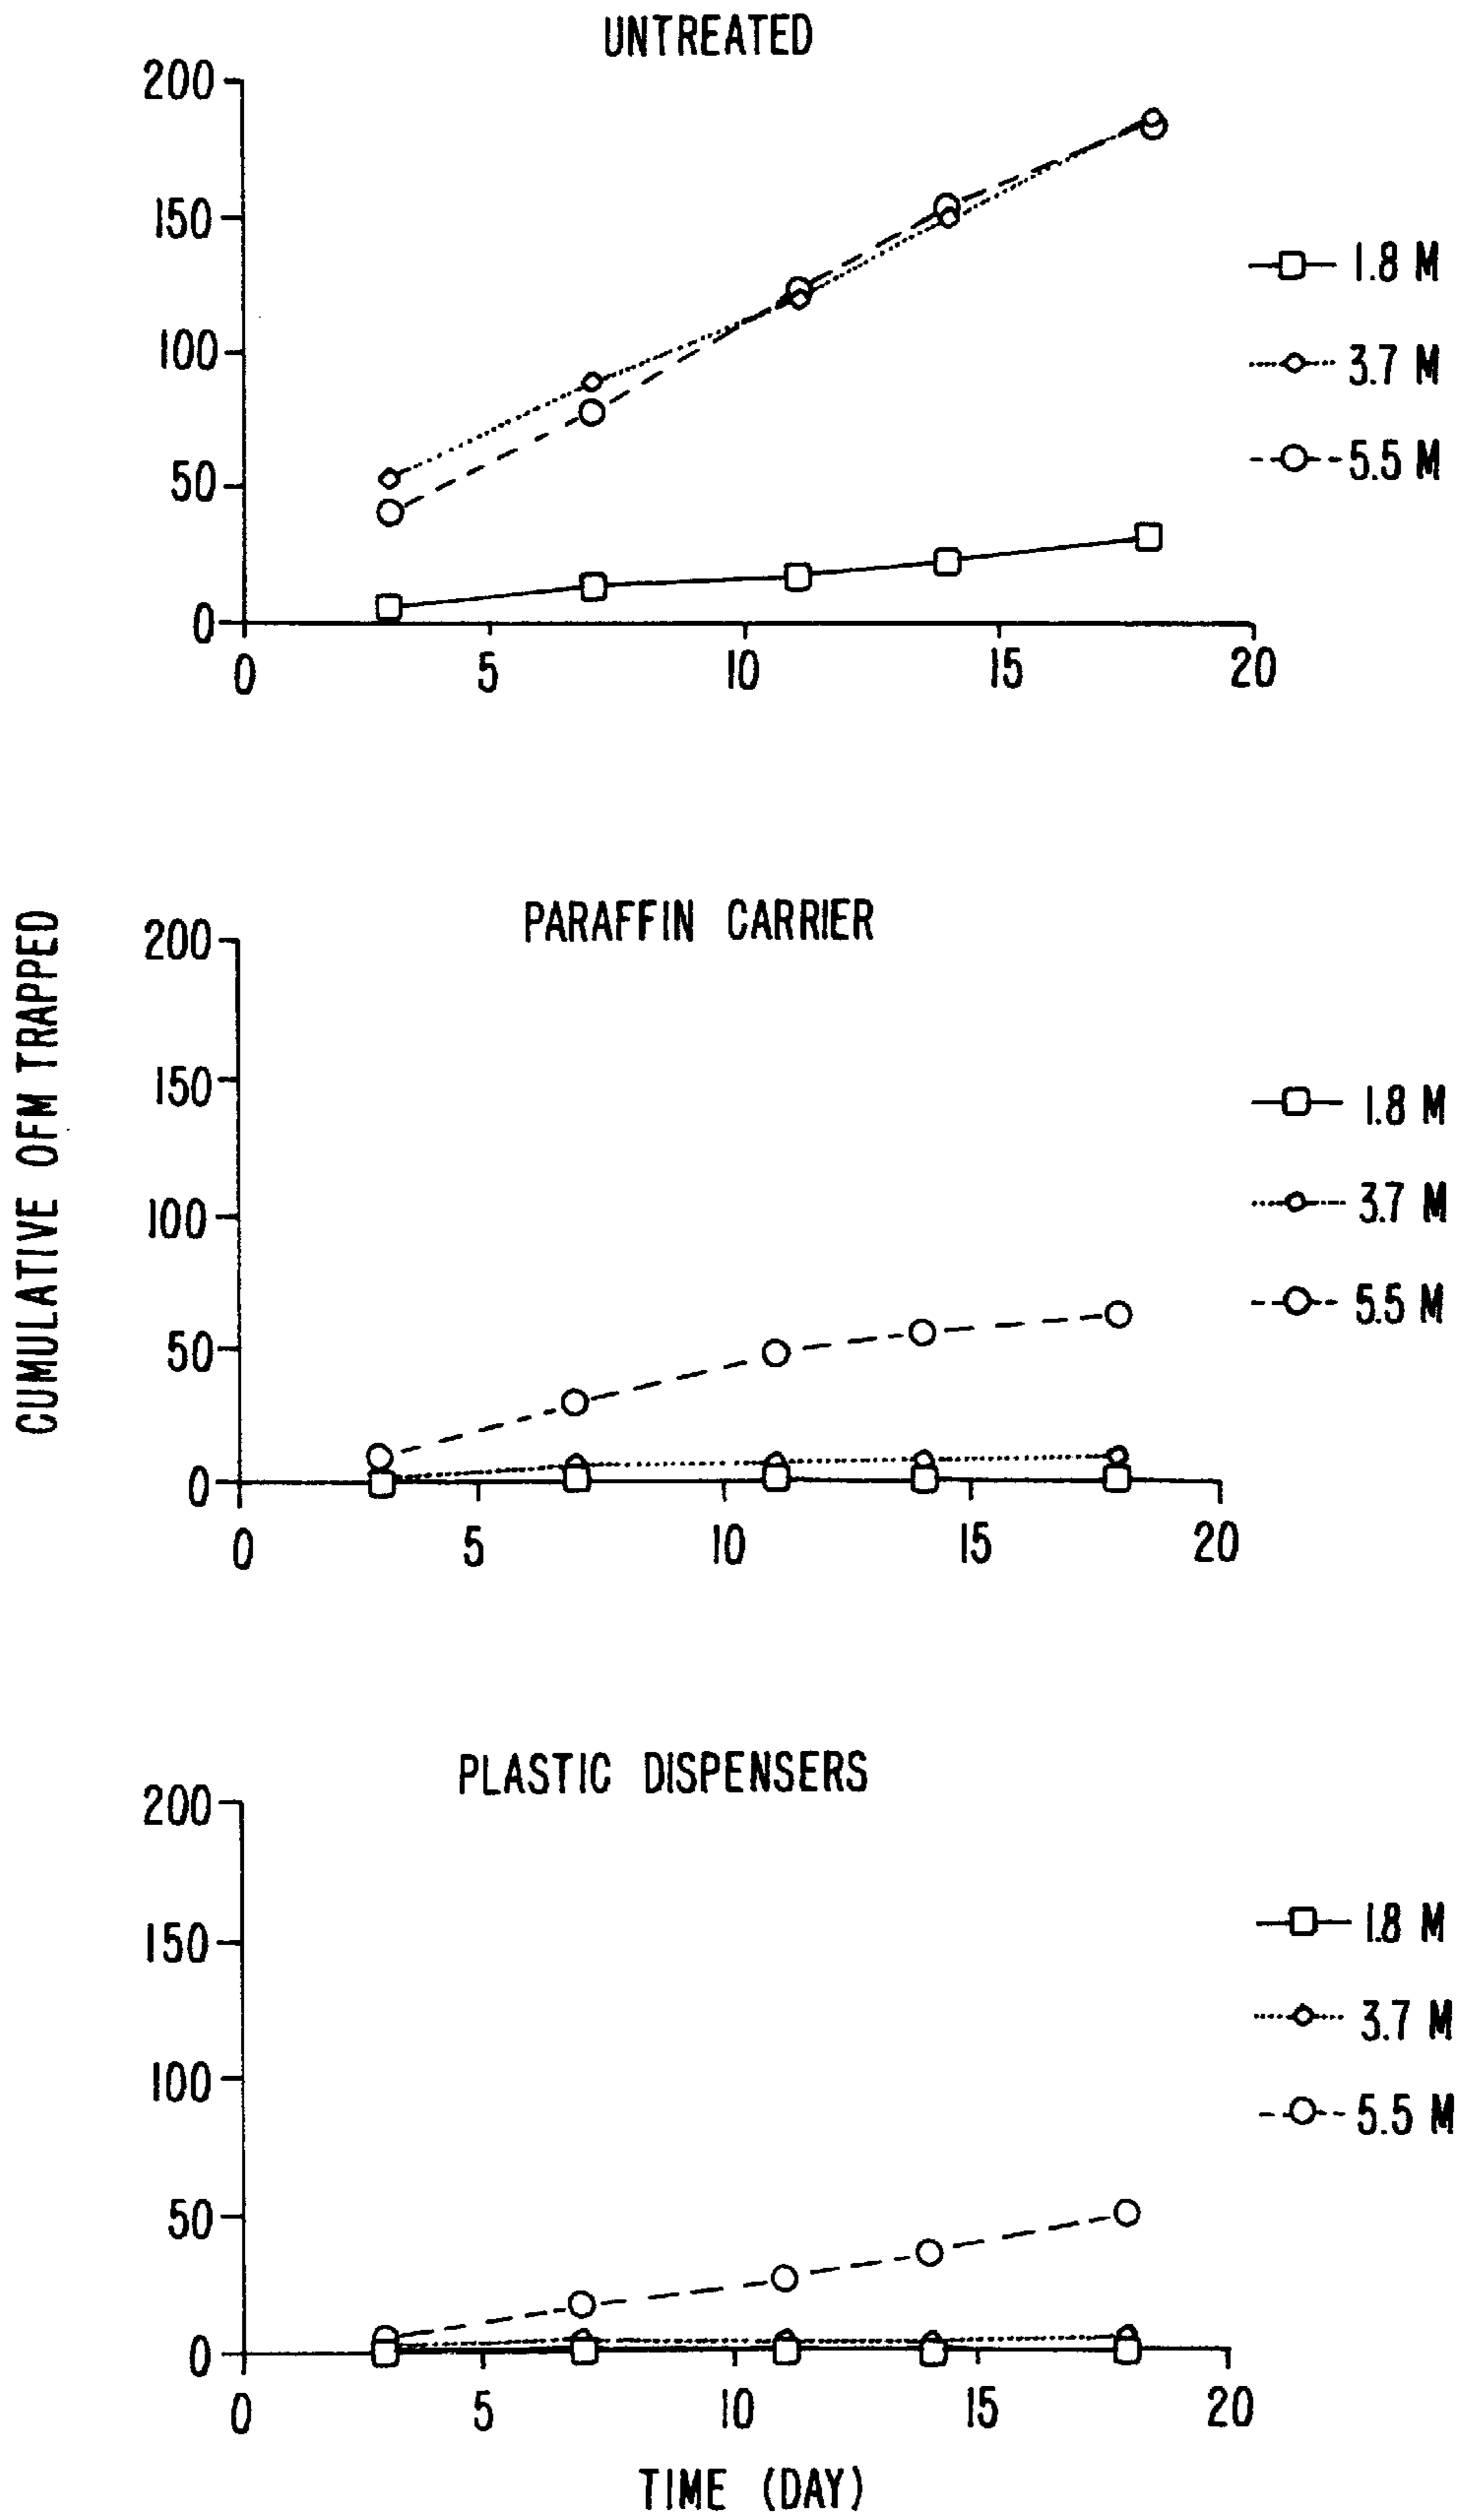 UNTREATED
200
150
100
50
0
0 5 10 15 20
1.8 M
3.7 M
5.5 M
CUMULATIVE OFM TRAPPED
PARAFFIN CARRIER
200
150
100
50
0
0 5 10 15 20
1.8 M
3.7 M
5.5 M
PLASTIC DISPENSERS
200
150
100
50
0
0 5 10 15 20
1.8 M
3.7 M
5.5 M
TIME (DAY)